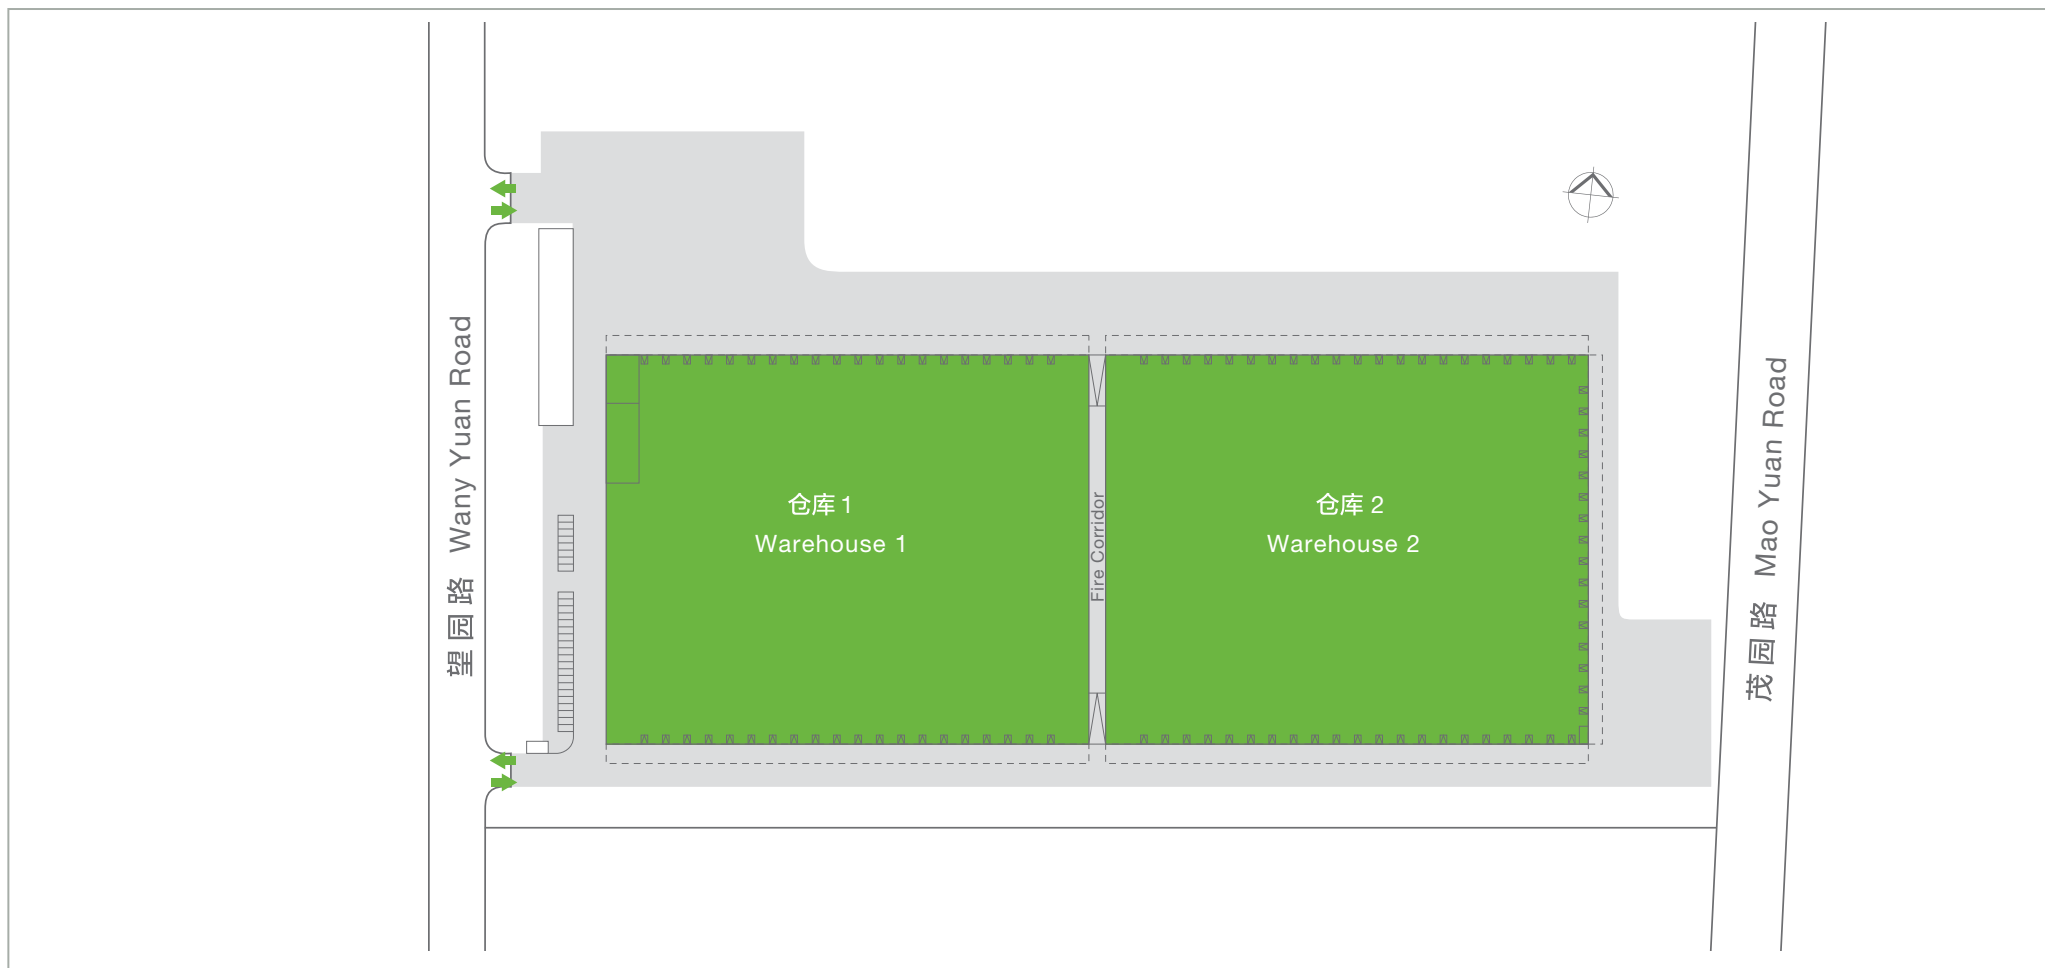 望园路 Wany Yuan Road
仓库 1
Warehouse 1
Fire Corridor
仓库 2
Warehouse 2
茂园路 Mao Yuan Road